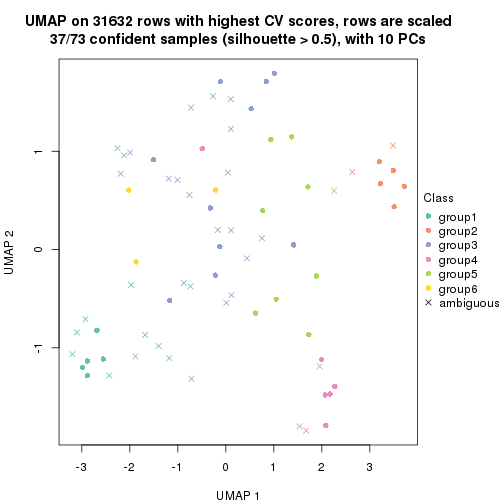 UMAP on 31632 rows with highest CV scores, rows are scaled
37/73 confident samples (silhouette > 0.5), with 10 PCs
1
0
-1
UMAP 2
-3
-2
-1
0
1
2
3
UMAP 1
Class
group1
group2
group3
group4
group5
group6
ambiguous